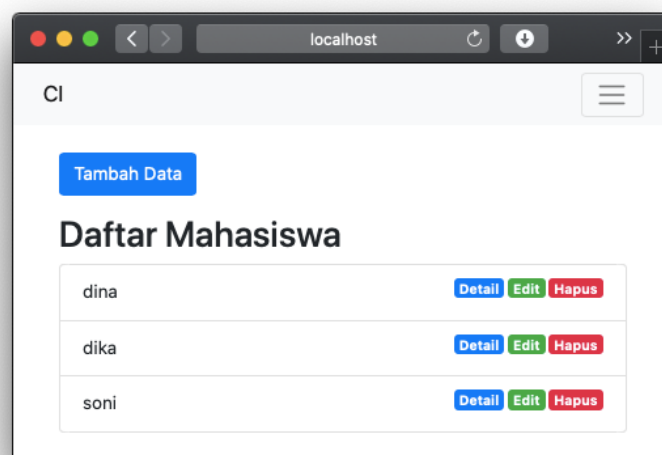 localhost
CI
Tambah Data
Daftar Mahasiswa
dina Detail Edit Hapus
dika Detail Edit Hapus
soni Detail Edit Hapus